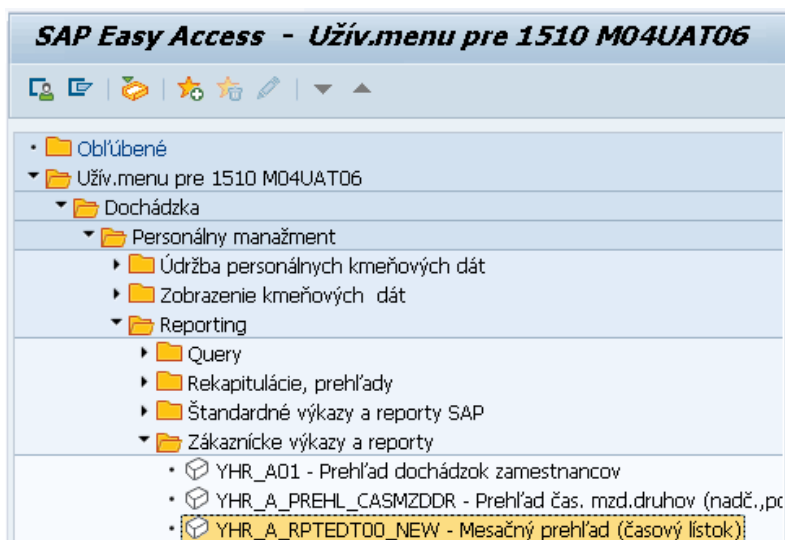 SAP Easy Access - Užív.menu pre 1510 M04UAT06
Obľúbené
Užív.menu pre 1510 M04UAT06
Dochádzka
Personálny manažment
Údržba personálnych kmeňových dát
Zobrazenie kmeňových dát
Reporting
Query
Rekapitulácie, prehľady
Štandardné výkazy a reporty SAP
Zákaznícke výkazy a reporty
YHR_A01 - Prehľad dochádzok zamestnancov
YHR_A_PREHL_CASMZDDR - Prehľad čas. mzd.druhov (nadč.,po
YHR_A_RPTEDT00_NEW - Mesačný prehľad (časový lístok)